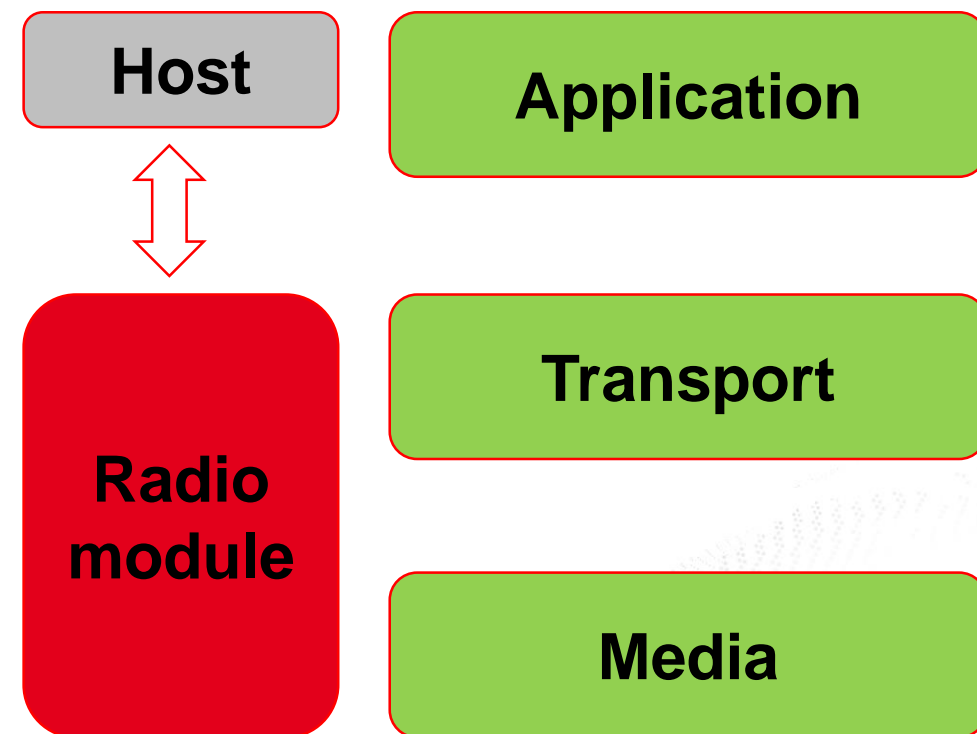 Host
Application
Transport
Radio
module
Media